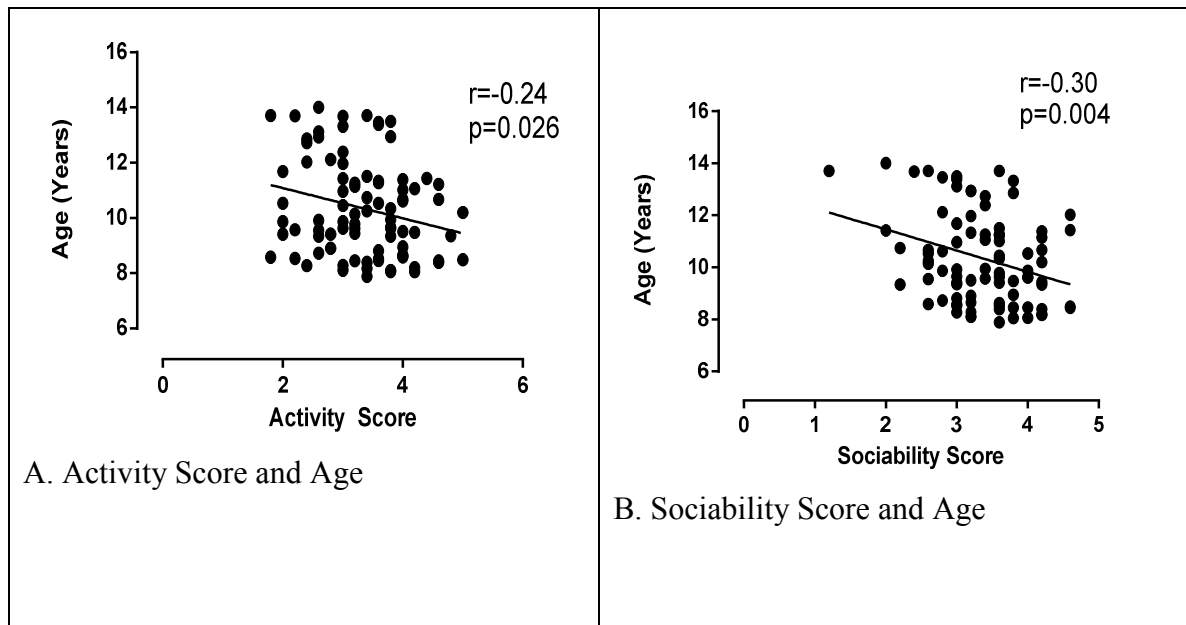 16
14
12
10
8
6
Age (Years)
r=-0.24
p=0.026
0
2
4
6
Activity Score
A. Activity Score and Age
16
14
12
10
8
6
Age (Years)
r=-0.30
p=0.004
0
1
2
3
4
5
Sociability Score
B. Sociability Score and Age